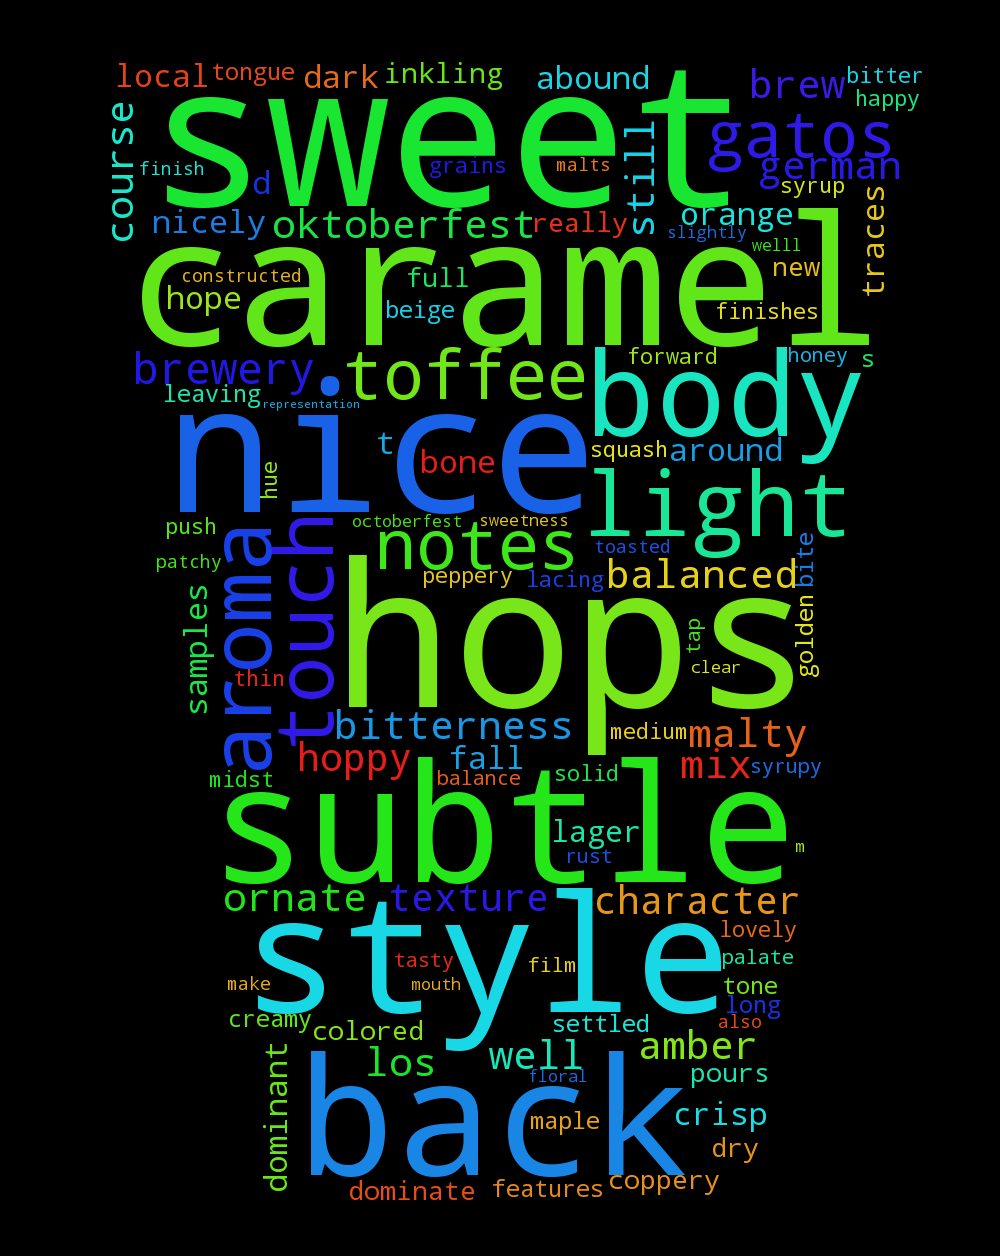 local tongue dark inkling abound brew bitter
happy
sweet
course
gatos
still
german
finish
d
grains
malts
syrup
nicely oktoberfest really orange
traces
slightly
welll
caramel
constructed
full
new
hope
beige
finishes
brewery
toffee
forward
honey
s
body
leaving
representation
nice
t
bone
squash around
hue
light
push
octoberfest sweetness
notes
aroma
touch
toasted
bite
patchy
peppery lacing balanced
samples
hops
golden
tap
clear
thin
bitterness
medium malty
hoppy fall
mix syrupy
midst
balance
solid
subtle
lager
rust
m
ornate texture character
style
lovely
tasty
film
palate
make
mouth
tone
long
creamy
colored
settled
also
los
well
amber
dominant
back
floral
pours
maple
crisp
dry
dominate features coppery